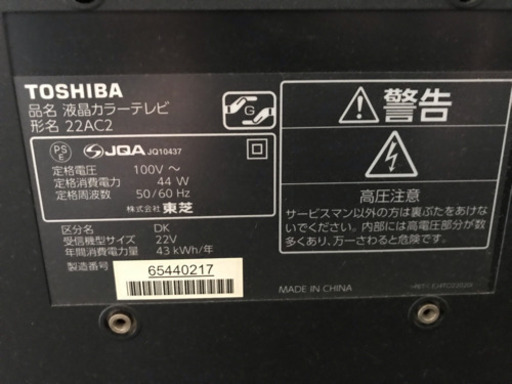 TOSHIBA
品名 液晶カラーテレビ
形名 22AC2
G
PS
E
JQA JQ10437
定格電圧 100V ～
定格消費電力 44 W
定格周波数 50/60 Hz
株式会社 東芝
区分名 DK
受信機型サイズ 22V
年間消費電力量 43 kWh/年
製造番号 65440217
警告
高圧注意
サービスマン以外の方は裏ぶたをあけな
いでください。内部には高電圧部分が数
多くあり、万一さわると危険です。
MADE IN CHINA